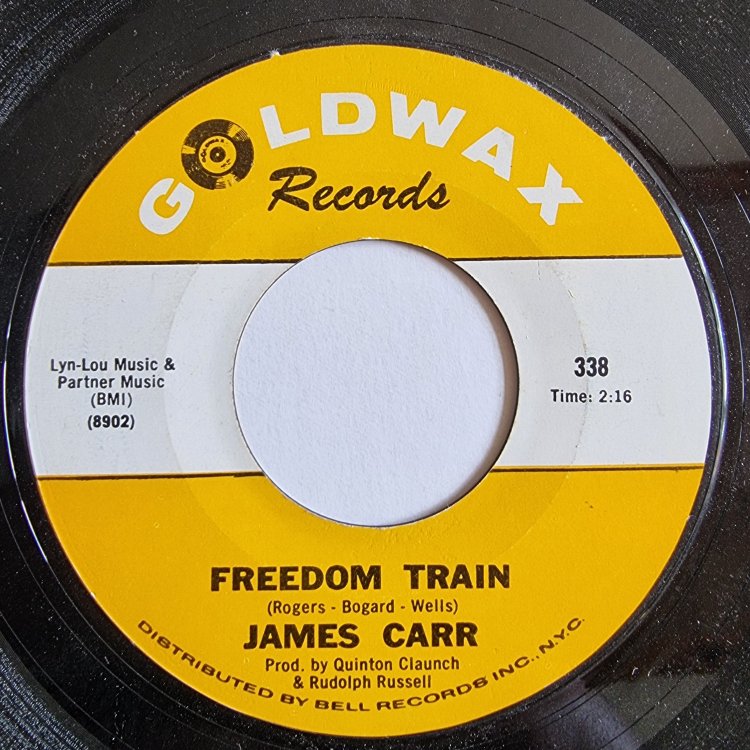 GOLDWAX
Records
Lyn-Lou Music &
Partner Music
(BMI)
(8902)
338
Time: 2:16
FREEDOM TRAIN
(Rogers - Bogard - Wells)
JAMES CARR
Prod. by Quinton Claunch
& Rudolph Russell
DISTRIBUTED BY BELL RECORDS INC., N.Y.C.